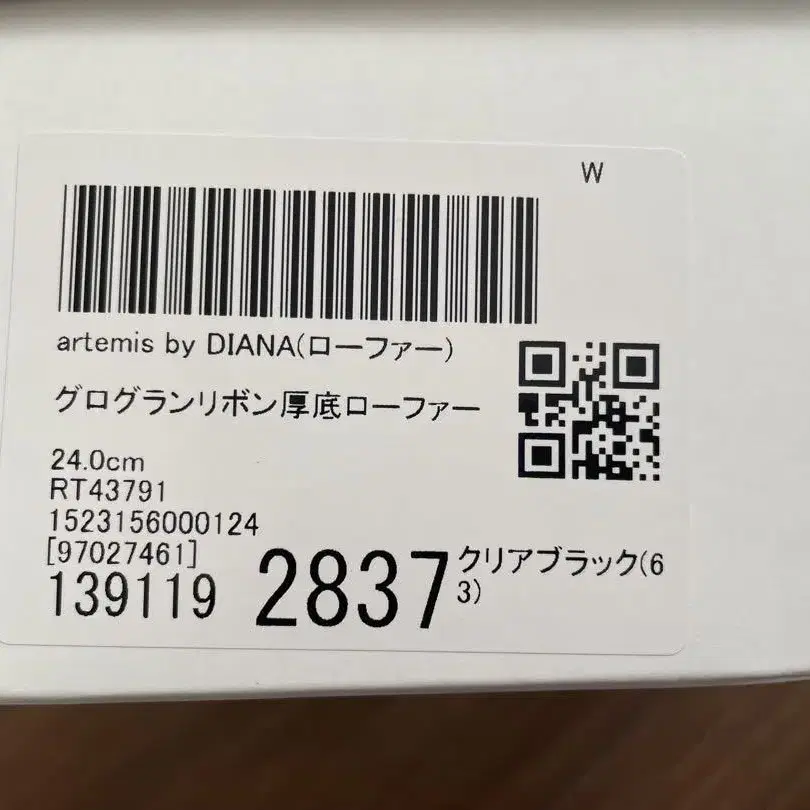 W
artemis by DIANA(ローファー)
グログランリボン厚底ローファー
24.0cm
RT43791
1523156000124
[97027461]
139119 2837 クリアブラック(6
3)